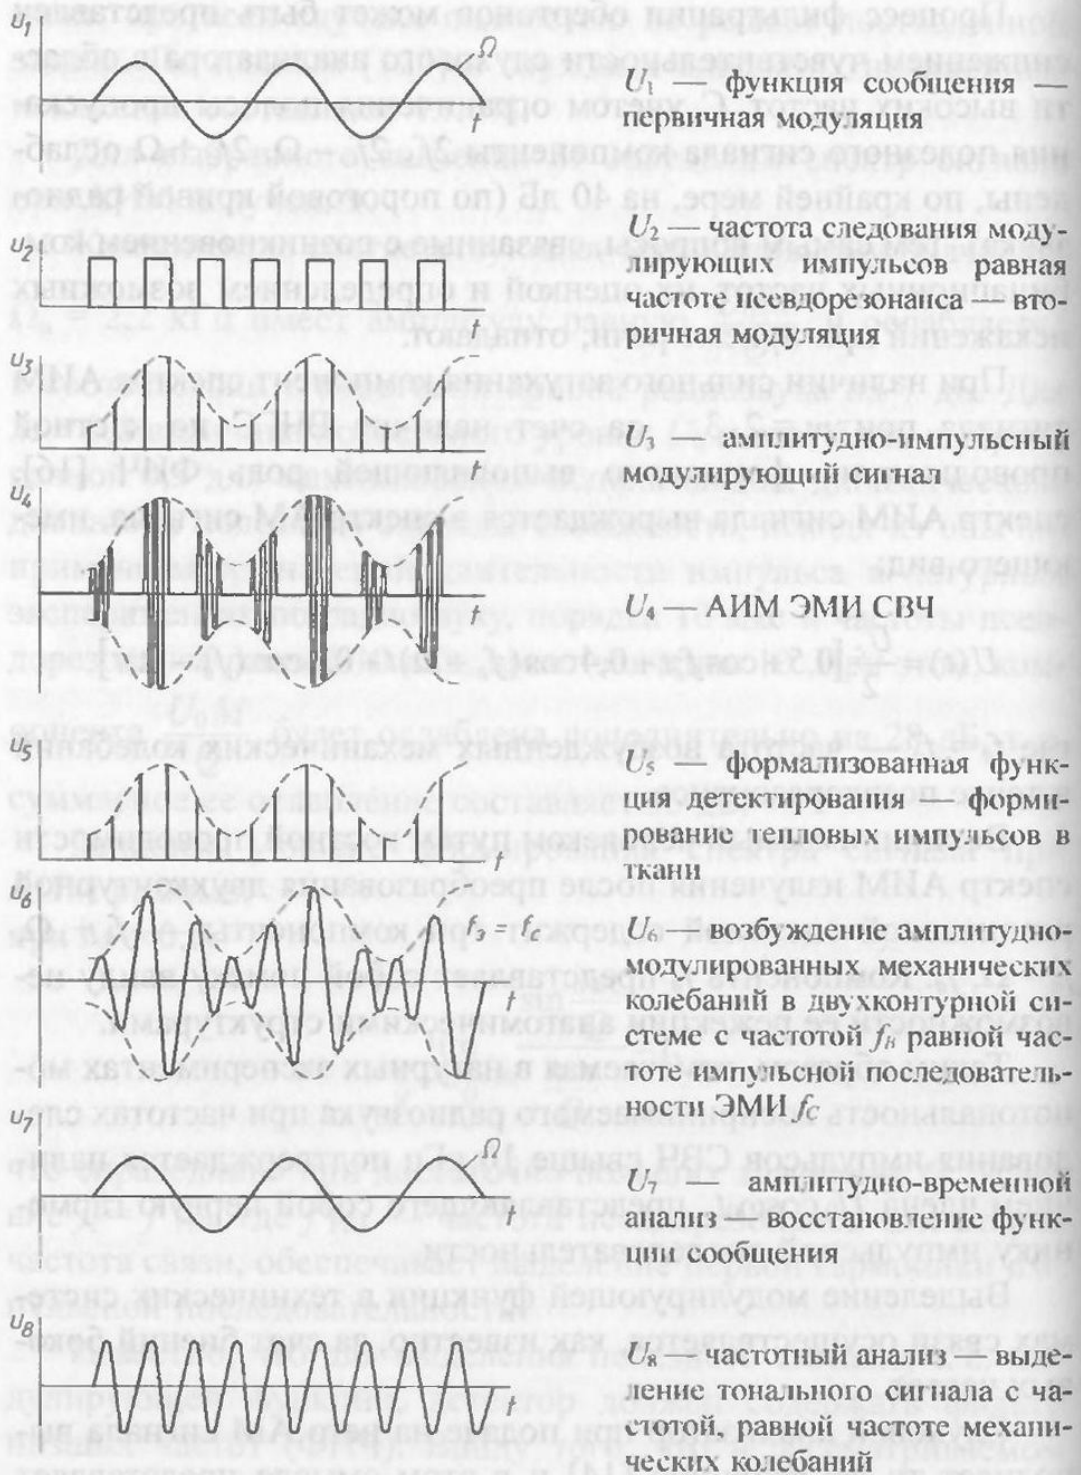 U1
Ω
t
U1 — функция сообщения —
первичная модуляция
U2
t
U2 — частота следования моду-
лирующих импульсов равная
частоте псевдорезонанса — вто-
ричная модуляция
U3
t
U3 — амплитудно-импульсный
модулирующий сигнал
U4
U4 — АИМ ЭМИ СВЧ
U5
t
U5 — формализованная функ-
ция детектирования — форми-
рование тепловых импульсов в
ткани
U6
fэ = fc
t
U6 — возбуждение амплитудно-
модулированных механических
колебаний в двухконтурной си-
стеме с частотой fн равной час-
тоте импульсной последователь-
ности ЭМИ fC
U7
Ω
t
U7 — амплитудно-временной
анализ — восстановление функ-
ции сообщения
U8
t
U8 — частотный анализ — выде-
ление тонального сигнала с ча-
стотой, равной частоте механи-
ческих колебаний